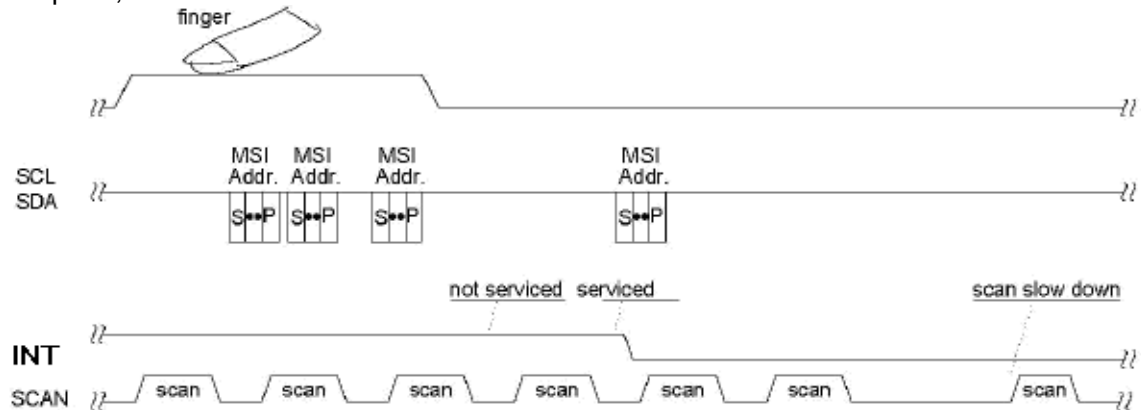 finger
MSI MSI MSI MSI
Addr. Addr. Addr. Addr.
SCL
SDA
S••P S••P S••P S••P
not serviced serviced scan slow down
INT
SCAN scan scan scan scan scan scan scan